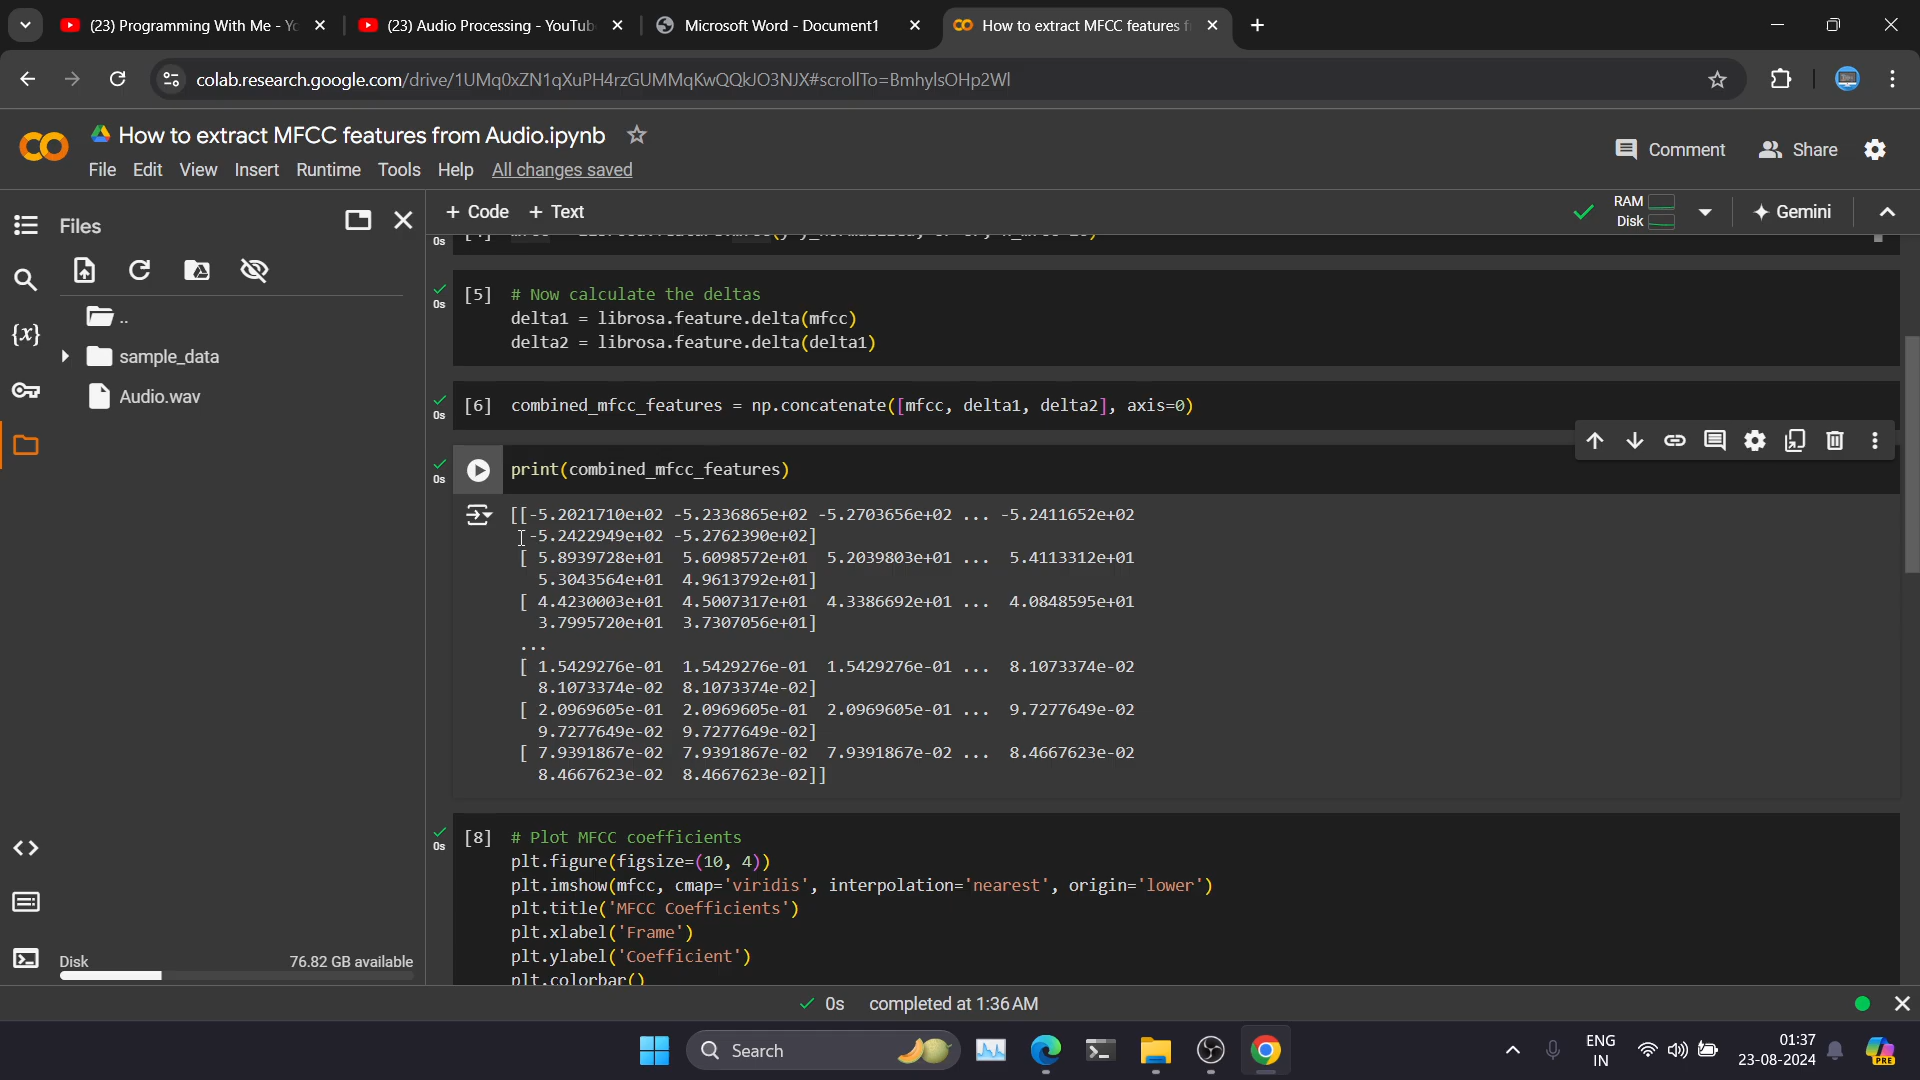 (23) Programming With Me - Yo
(23) Audio Processing - YouTub
Microsoft Word - Document1
How to extract MFCC features f
colab.research.google.com/drive/1UMq0xZN1qXuPH4rzGUMMqKwQQkJO3NJX#scrollTo=BmhylsOHp2Wl
CO
How to extract MFCC features from Audio.ipynb
Comment
Share
File Edit View Insert Runtime Tools Help All changes saved
Files
+ Code + Text
RAM
Disk
Gemini
..
sample_data
Audio.wav
{x}
0s
[5] # Now calculate the deltas
0s
delta1 = librosa.feature.delta(mfcc)
delta2 = librosa.feature.delta(delta1)
[6] combined_mfcc_features = np.concatenate([mfcc, delta1, delta2], axis=0)
0s
print(combined_mfcc_features)
0s
[[-5.2021710e+02 -5.2336865e+02 -5.2703656e+02 ... -5.2411652e+02
-5.2422949e+02 -5.2762390e+02]
[ 5.8939728e+01 5.6098572e+01 5.2039803e+01 ... 5.4113312e+01
5.3043564e+01 4.9613792e+01]
[ 4.4230003e+01 4.5007317e+01 4.3386692e+01 ... 4.0848595e+01
3.7995720e+01 3.7307056e+01]
...
[ 1.5429276e-01 1.5429276e-01 1.5429276e-01 ... 8.1073374e-02
8.1073374e-02 8.1073374e-02]
[ 2.0969605e-01 2.0969605e-01 2.0969605e-01 ... 9.7277649e-02
9.7277649e-02 9.7277649e-02]
[ 7.9391867e-02 7.9391867e-02 7.9391867e-02 ... 8.4667623e-02
8.4667623e-02 8.4667623e-02]]
[8] # Plot MFCC coefficients
0s
plt.figure(figsize=(10, 4))
plt.imshow(mfcc, cmap='viridis', interpolation='nearest', origin='lower')
plt.title('MFCC Coefficients')
plt.xlabel('Frame')
plt.ylabel('Coefficient')
plt.colorbar()
Disk 76.82 GB available
0s completed at 1:36 AM
Search
ENG
IN
01:37
23-08-2024
PRE